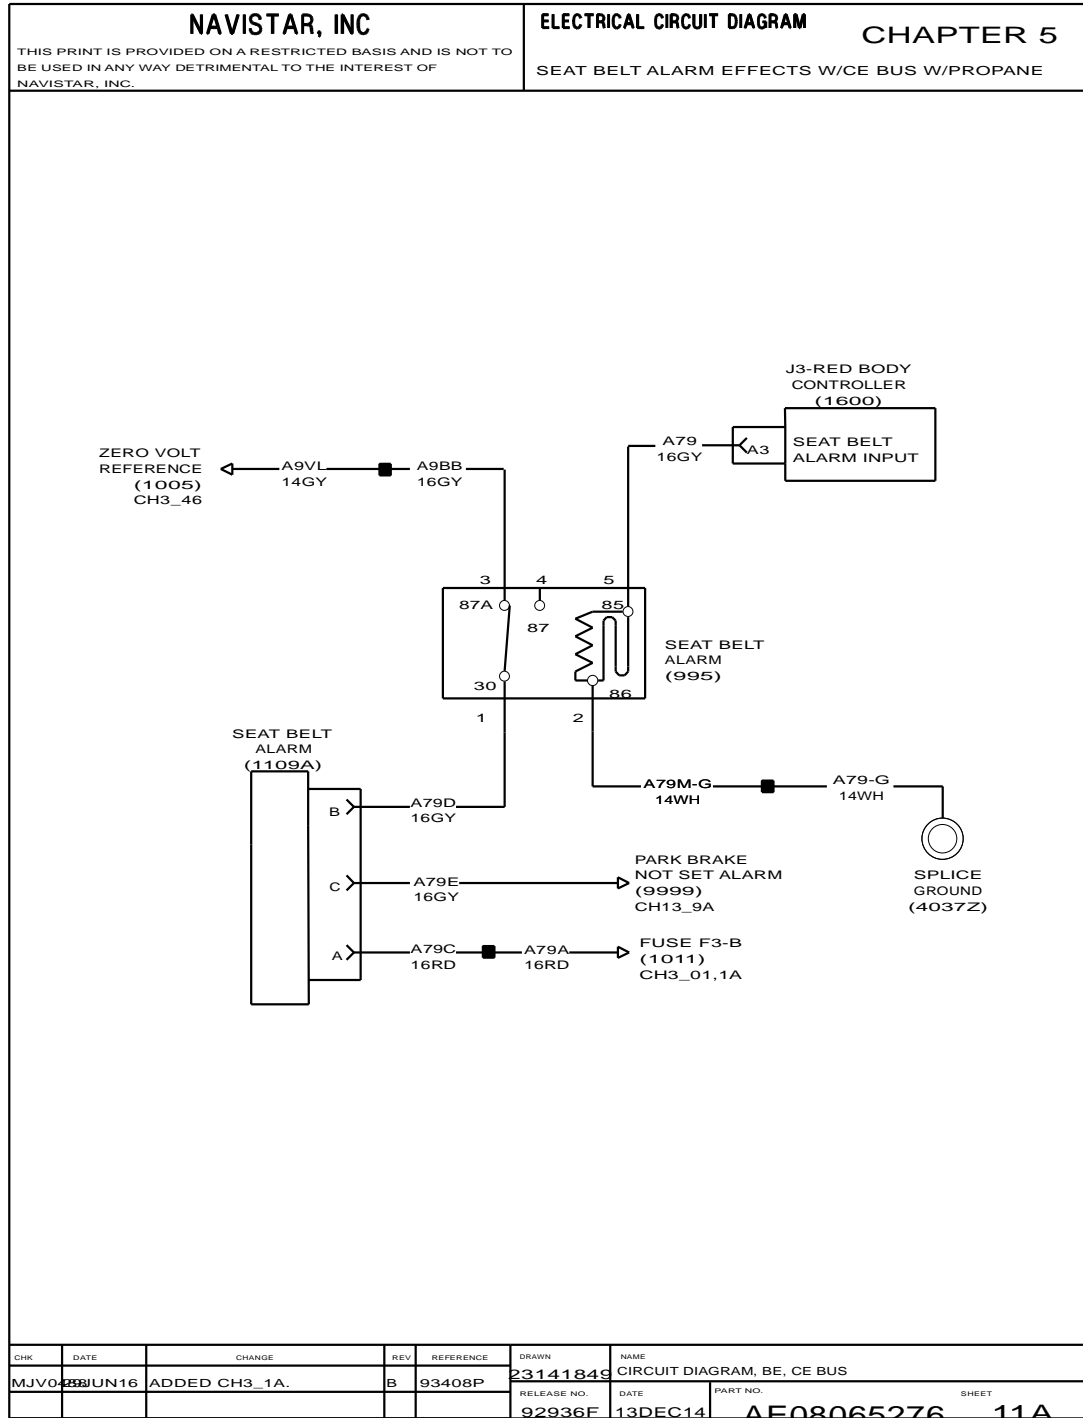 NAVISTAR, INC
THIS PRINT IS PROVIDED ON A RESTRICTED BASIS AND IS NOT TO
BE USED IN ANY WAY DETRIMENTAL TO THE INTEREST OF
NAVISTAR, INC.
ELECTRICAL CIRCUIT DIAGRAM
CHAPTER 5
SEAT BELT ALARM EFFECTS W/CE BUS W/PROPANE
J3-RED BODY
CONTROLLER
(1600)
A79
16GY
A3
SEAT BELT
ALARM INPUT
ZERO VOLT
REFERENCE
(1005)
CH3_46
A9VL
14GY
A9BB
16GY
3
4
5
87A
87
85
30
86
1
2
SEAT BELT
ALARM
(995)
SEAT BELT
ALARM
(1109A)
B
A79D
16GY
A79M-G
14WH
A79-G
14WH
SPLICE
GROUND
(4037Z)
C
A79E
16GY
PARK BRAKE
NOT SET ALARM
(9999)
CH13_9A
A
A79C
16RD
A79A
16RD
FUSE F3-B
(1011)
CH3_01,1A
CHK
DATE
CHANGE
REV
REFERENCE
DRAWN
NAME
JUN16
ADDED CH3_1A.
B
93408P
23141849
CIRCUIT DIAGRAM, BE, CE BUS
RELEASE NO.
DATE
PART NO.
SHEET
92936F
13DEC14
AE08065276
11A